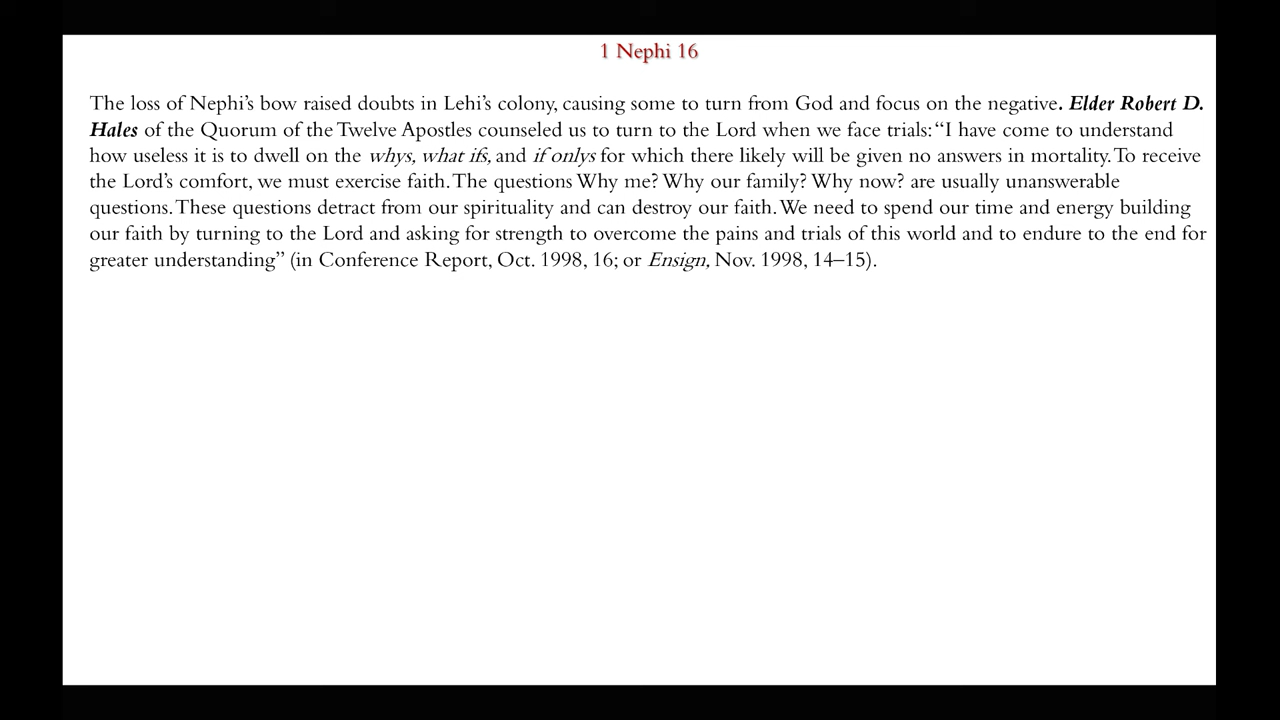 1 Nephi 16
The loss of Nephi’s bow raised doubts in Lehi’s colony, causing some to turn from God and focus on the negative. Elder Robert D.
Hales of the Quorum of the Twelve Apostles counseled us to turn to the Lord when we face trials: “I have come to understand
how useless it is to dwell on the whys, what ifs, and if onlys for which there likely will be given no answers in mortality. To receive
the Lord’s comfort, we must exercise faith. The questions Why me? Why our family? Why now? are usually unanswerable
questions. These questions detract from our spirituality and can destroy our faith. We need to spend our time and energy building
our faith by turning to the Lord and asking for strength to overcome the pains and trials of this world and to endure to the end for
greater understanding” (in Conference Report, Oct. 1998, 16; or Ensign, Nov. 1998, 14–15).